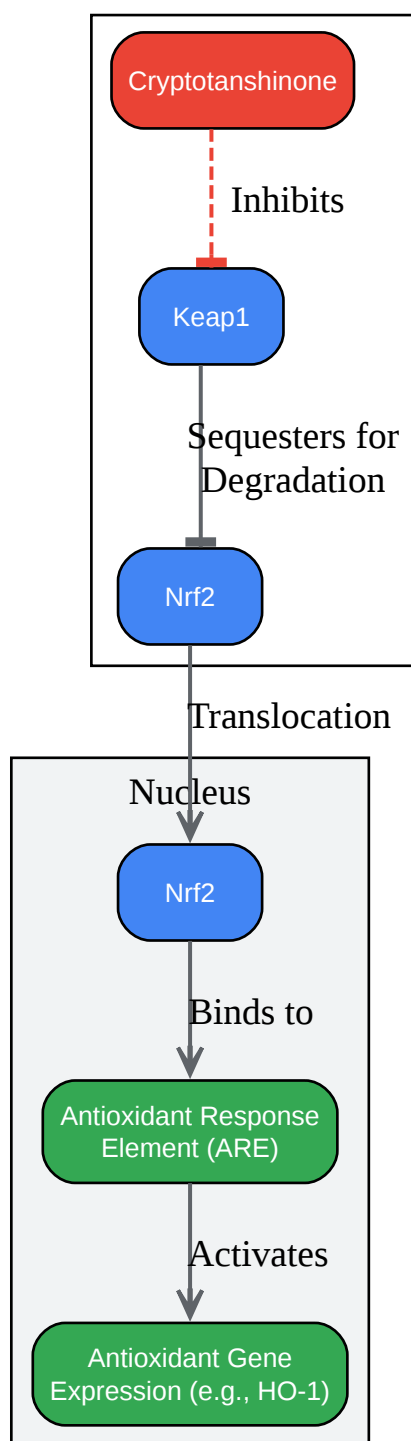 Cryptotanshinone
Inhibits
Keap1
Sequesters for
Degradation
Nrf2
Translocation
Nucleus
Nrf2
Binds to
Antioxidant Response
Element (ARE)
Activates
Antioxidant Gene
Expression (e.g., HO-1)